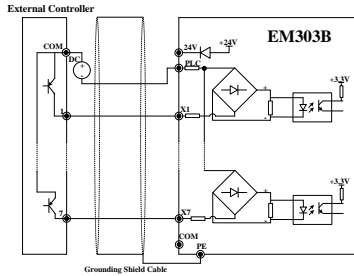 External Controller
COM
DC
24V
+24V
EM303B
PLC
+3.3V
+
-
1
X1
+3.3V
+
-
7
X7
COM
PE
Grounding Shield Cable